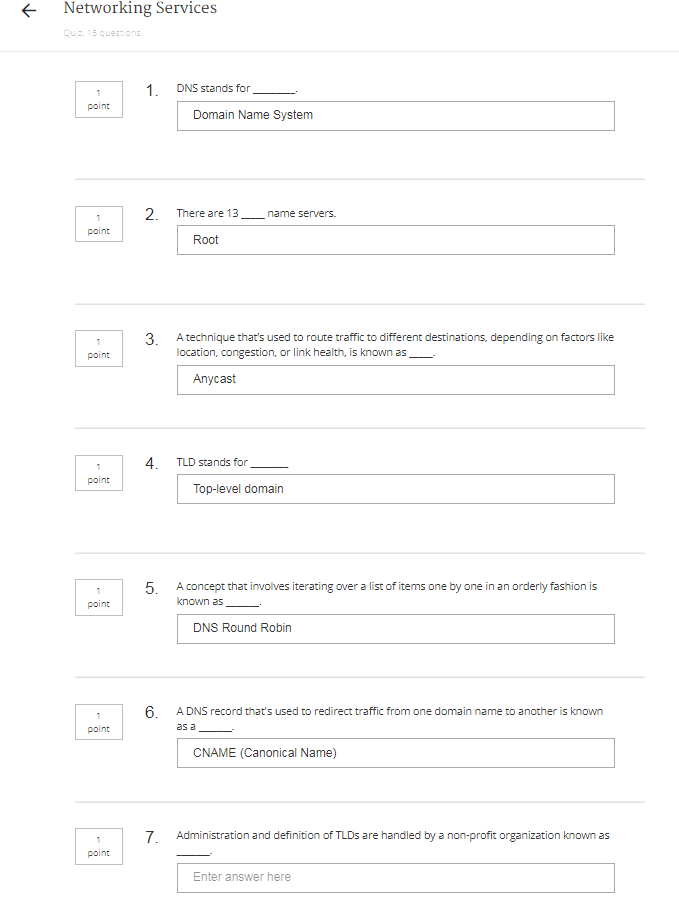 Networking Services
Quiz, 15 questions
1
point
1.
DNS stands for ________.
Domain Name System
1
point
2.
There are 13 ____ name servers.
Root
1
point
3.
A technique that's used to route traffic to different destinations, depending on factors like
location, congestion, or link health, is known as ____.
Anycast
1
point
4.
TLD stands for _______
Top-level domain
1
point
5.
A concept that involves iterating over a list of items one by one in an orderly fashion is
known as ______.
DNS Round Robin
1
point
6.
A DNS record that's used to redirect traffic from one domain name to another is known
as a ______.
CNAME (Canonical Name)
1
point
7.
Administration and definition of TLDs are handled by a non-profit organization known as
______.
Enter answer here